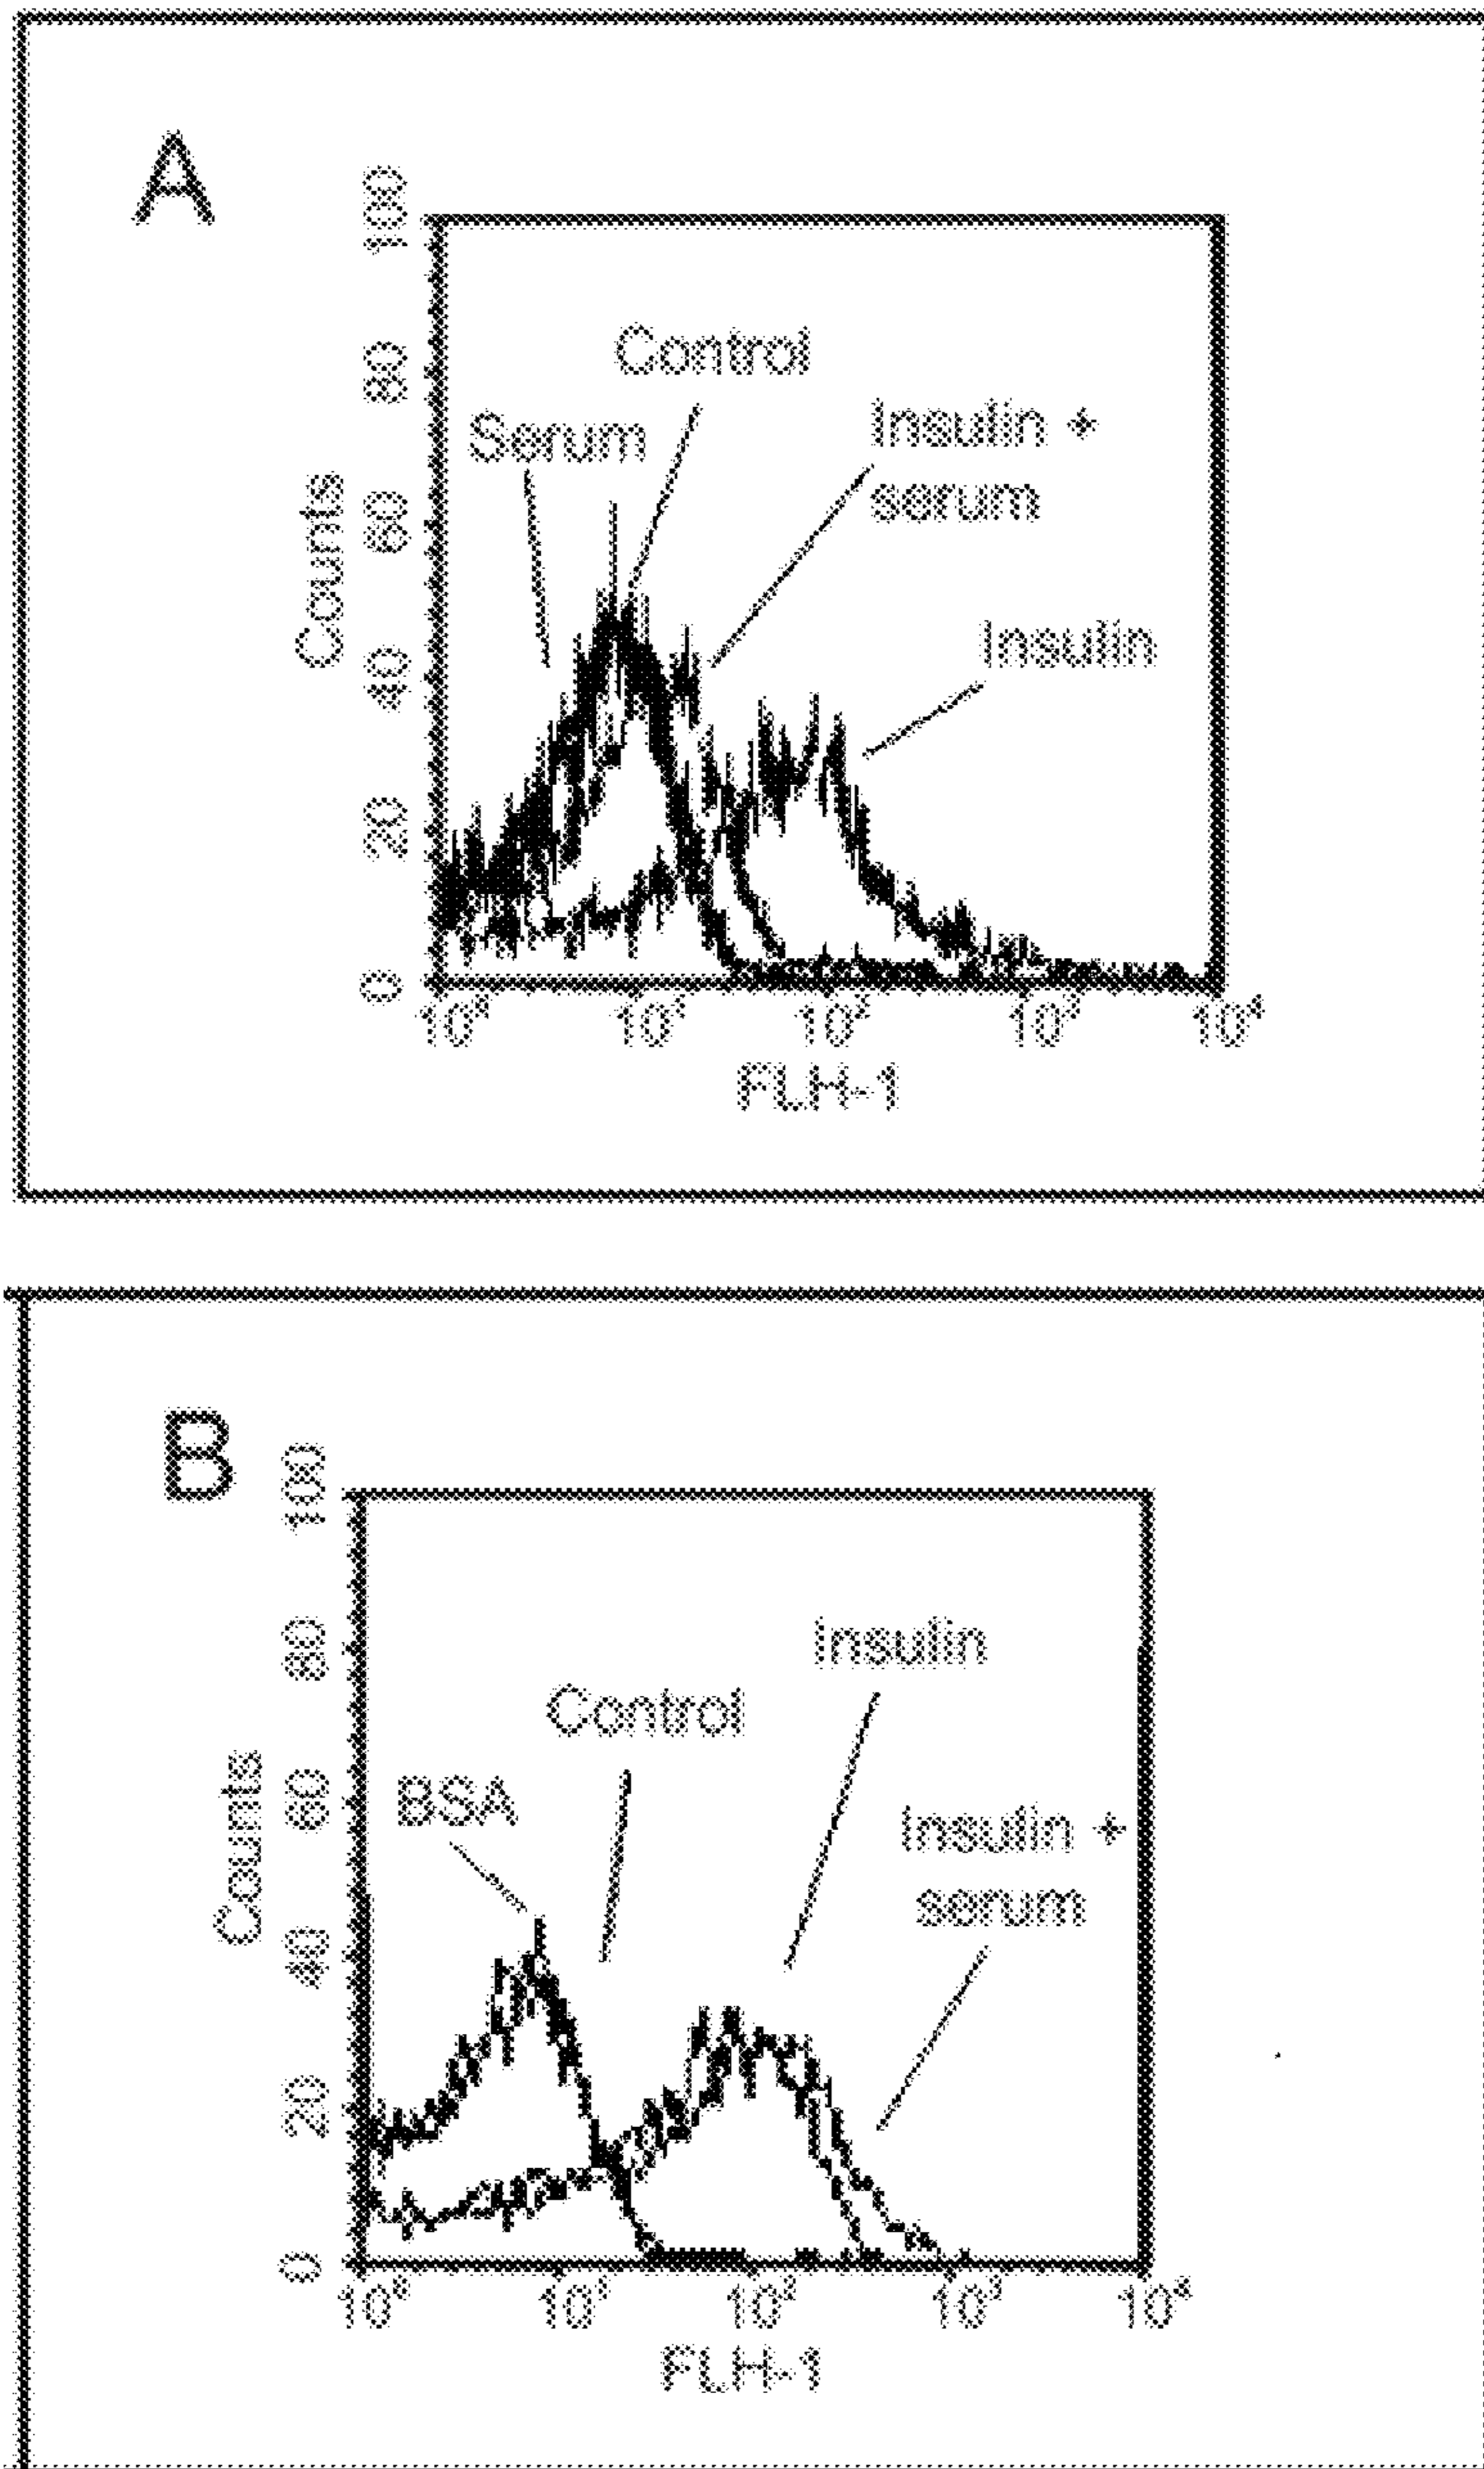 A
100
80
60
40
20
0
Counts
Control
Serum
Insulin +
serum
Insulin
10⁰ 10¹ 10² 10³ 10⁴
FLH-1
B
100
80
60
40
20
0
Counts
Insulin
Control
BSA
Insulin +
serum
10⁰ 10¹ 10² 10³ 10⁴
FLH-1